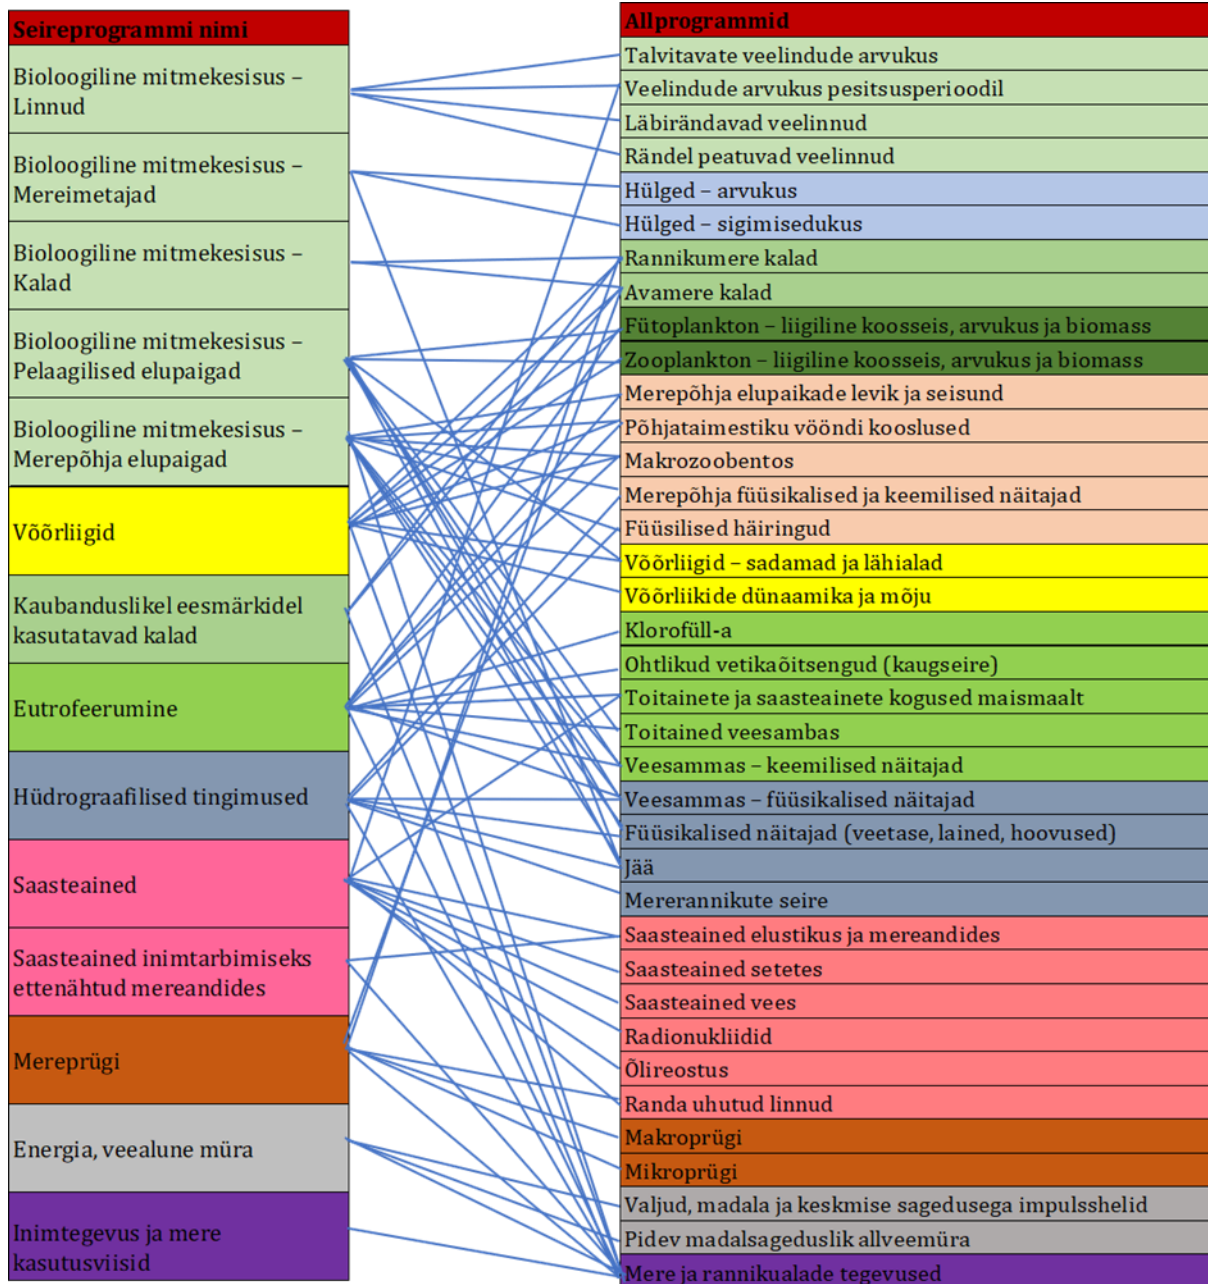 Seireprogrammi nimi
Bioloogiline mitmekesisus –
Linnud
Bioloogiline mitmekesisus –
Mereimetajad
Bioloogiline mitmekesisus –
Kalad
Bioloogiline mitmekesisus –
Pelaagilised elupaigad
Bioloogiline mitmekesisus –
Merepõhja elupaigad
Võõrliigid
Kaubanduslikel eesmärkidel
kasutatavad kalad
Eutrofeerumine
Hüdrograafilised tingimused
Saasteained
Saasteained inimtarbimiseks
ettenähtud mereandides
Mereprügi
Energia, veealune müra
Inimtegevus ja mere
kasutusviisid
Allprogrammid
Talvitavate veelindude arvukus
Veelindude arvukus pesitsusperioodil
Läbirändavad veelinnud
Rändel peatuvad veelinnud
Hülged – arvukus
Hülged – sigimisedukus
Rannikumere kalad
Avamere kalad
Fütoplankton – liigiline koosseis, arvukus ja biomass
Zooplankton – liigiline koosseis, arvukus ja biomass
Merepõhja elupaikade levik ja seisund
Põhjataimestiku vööndi kooslused
Makrozoobentos
Merepõhja füüsikalised ja keemilised näitajad
Füüsilised häiringud
Võõrliigid – sadamad ja lähialad
Võõrliikide dünaamika ja mõju
Klorofüll-a
Ohtlikud vetikaõitsengud (kaugseire)
Toitainete ja saasteainete kogused maismaalt
Toitained veesambas
Veesammas – keemilised näitajad
Veesammas – füüsikalised näitajad
Füüsikalised näitajad (veetase, lained, hoovused)
Jää
Mererannikute seire
Saasteained elustikus ja mereandides
Saasteained setetes
Saasteained vees
Radionukliidid
Õlireostus
Randa uhutud linnud
Makroprügi
Mikroprügi
Valjud, madala ja keskmise sagedusega impulsshelid
Pidev madalsageduslik allveemüra
Mere ja rannikualade tegevused